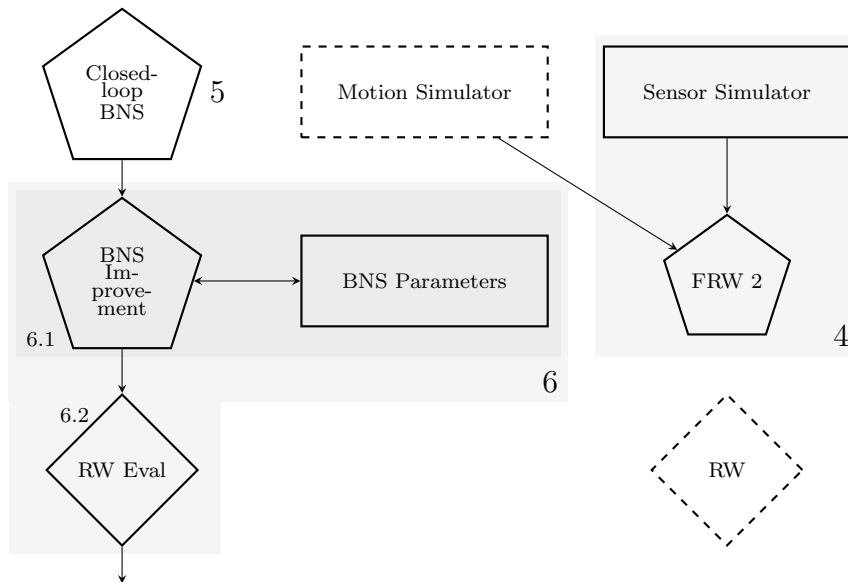 Closed-
loop
BNS
5
Motion Simulator
Sensor Simulator
BNS
Im-
prove-
ment
BNS Parameters
FRW 2
6.1
4
6
6.2
RW Eval
RW